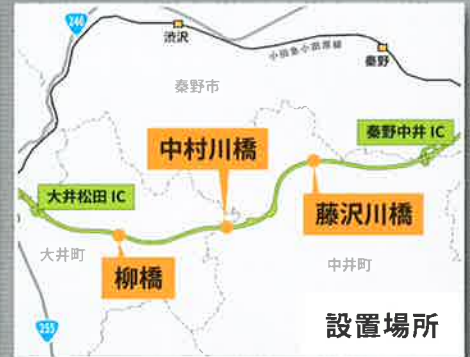 246
渋沢
小田急小田原線
秦野
秦野市
秦野中井 IC
中村川橋
大井松田 IC
藤沢川橋
大井町
柳橋
中井町
255
設置場所